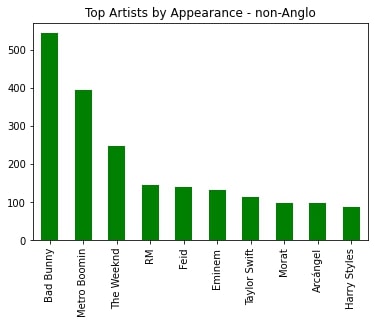 Top Artists by Appearance - non-Anglo
500
400
300
200
100
0
Bad Bunny
Metro Boomin
The Weeknd
RM
Feid
Eminem
Taylor Swift
Morat
Arcángel
Harry Styles